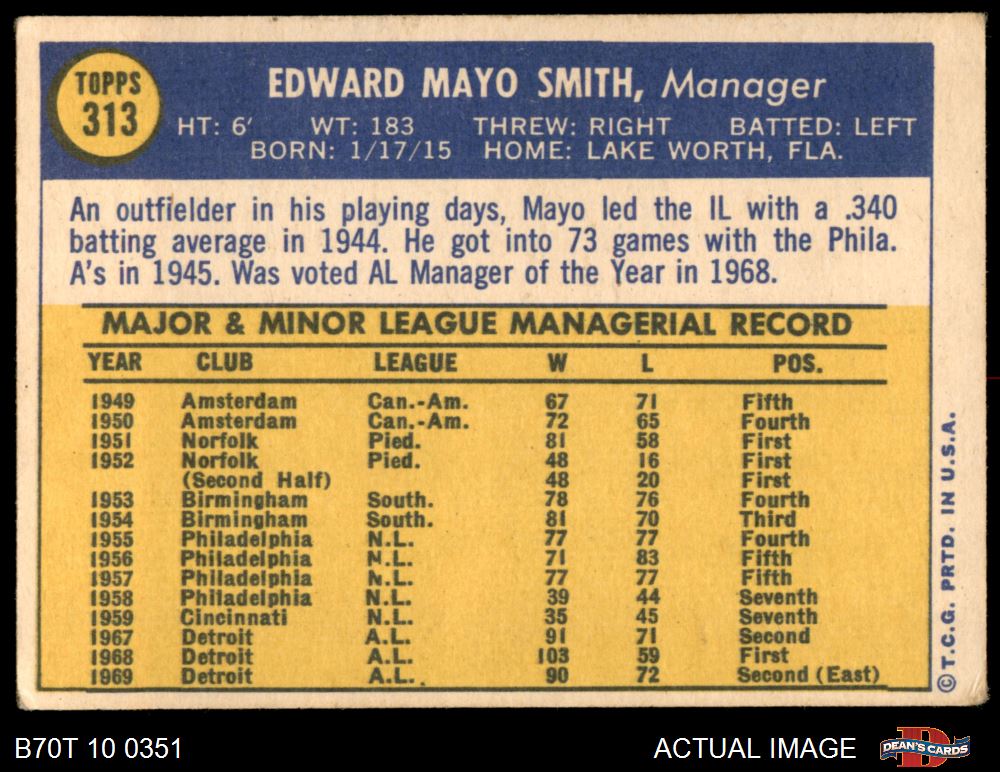 TOPPS
313
EDWARD MAYO SMITH, Manager
HT: 6' WT: 183 THREW: RIGHT BATTED: LEFT
BORN: 1/17/15 HOME: LAKE WORTH, FLA.
An outfielder in his playing days, Mayo led the IL with a .340
batting average in 1944. He got into 73 games with the Phila.
A's in 1945. Was voted AL Manager of the Year in 1968.
MAJOR & MINOR LEAGUE MANAGERIAL RECORD
YEAR CLUB LEAGUE W L POS.
1949 Amsterdam Can.-Am. 67 71 Fifth
1950 Amsterdam Can.-Am. 72 65 Fourth
1951 Norfolk Pied. 81 58 First
1952 Norfolk Pied. 48 16 First
(Second Half) 48 20 First
1953 Birmingham South. 78 76 Fourth
1954 Birmingham South. 81 70 Third
1955 Philadelphia N.L. 77 77 Fourth
1956 Philadelphia N.L. 71 83 Fifth
1957 Philadelphia N.L. 77 77 Fifth
1958 Philadelphia N.L. 39 44 Seventh
1959 Cincinnati N.L. 35 45 Seventh
1967 Detroit A.L. 91 71 Second
1968 Detroit A.L. 103 59 First
1969 Detroit A.L. 90 72 Second (East)
©T.C.G. PRTD. IN U.S.A.
B70T 10 0351
ACTUAL IMAGE
DEAN'S CARDS